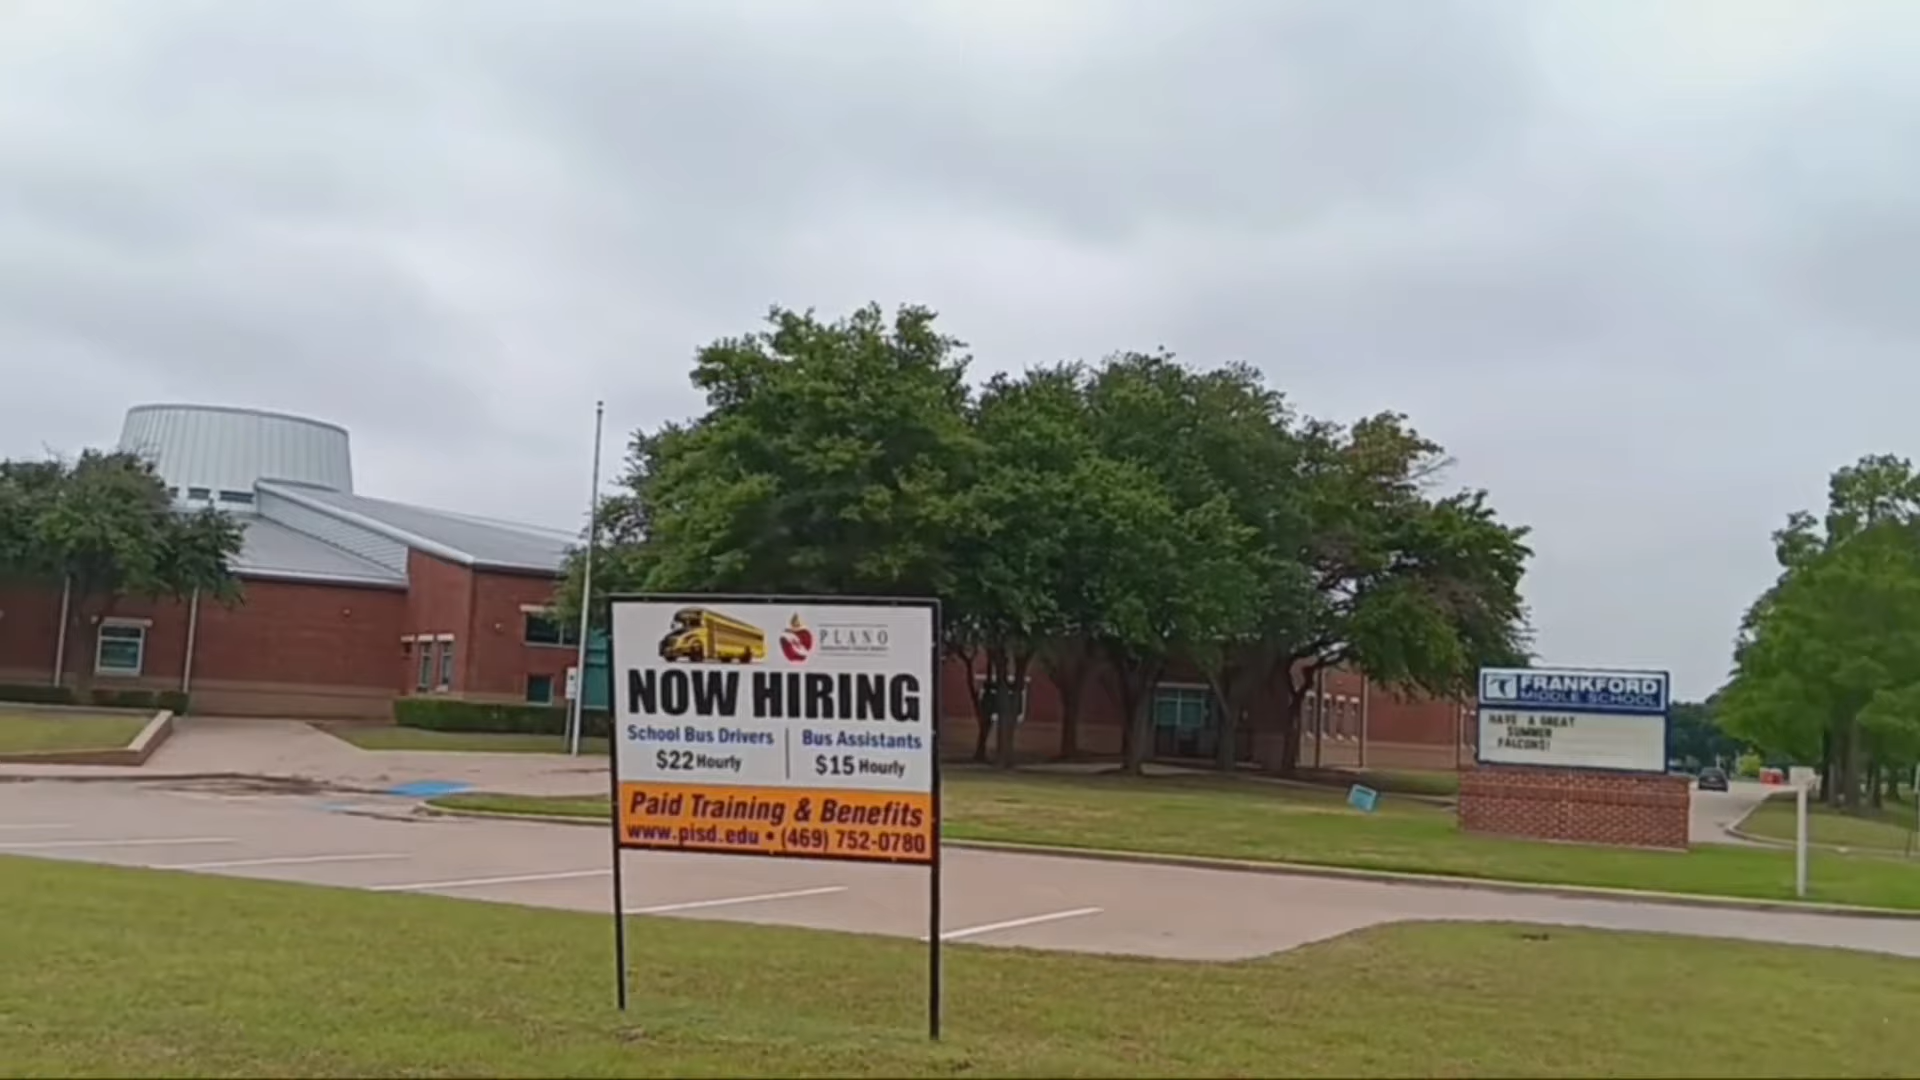 PLANO
NOW HIRING
School Bus Drivers
$22 Hourly
Bus Assistants
$15 Hourly
Paid Training & Benefits
www.pisd.edu • (469) 752-0780
FRANKFORD
MIDDLE SCHOOL
HAVE A GREAT
SUMMER
FALCONS!